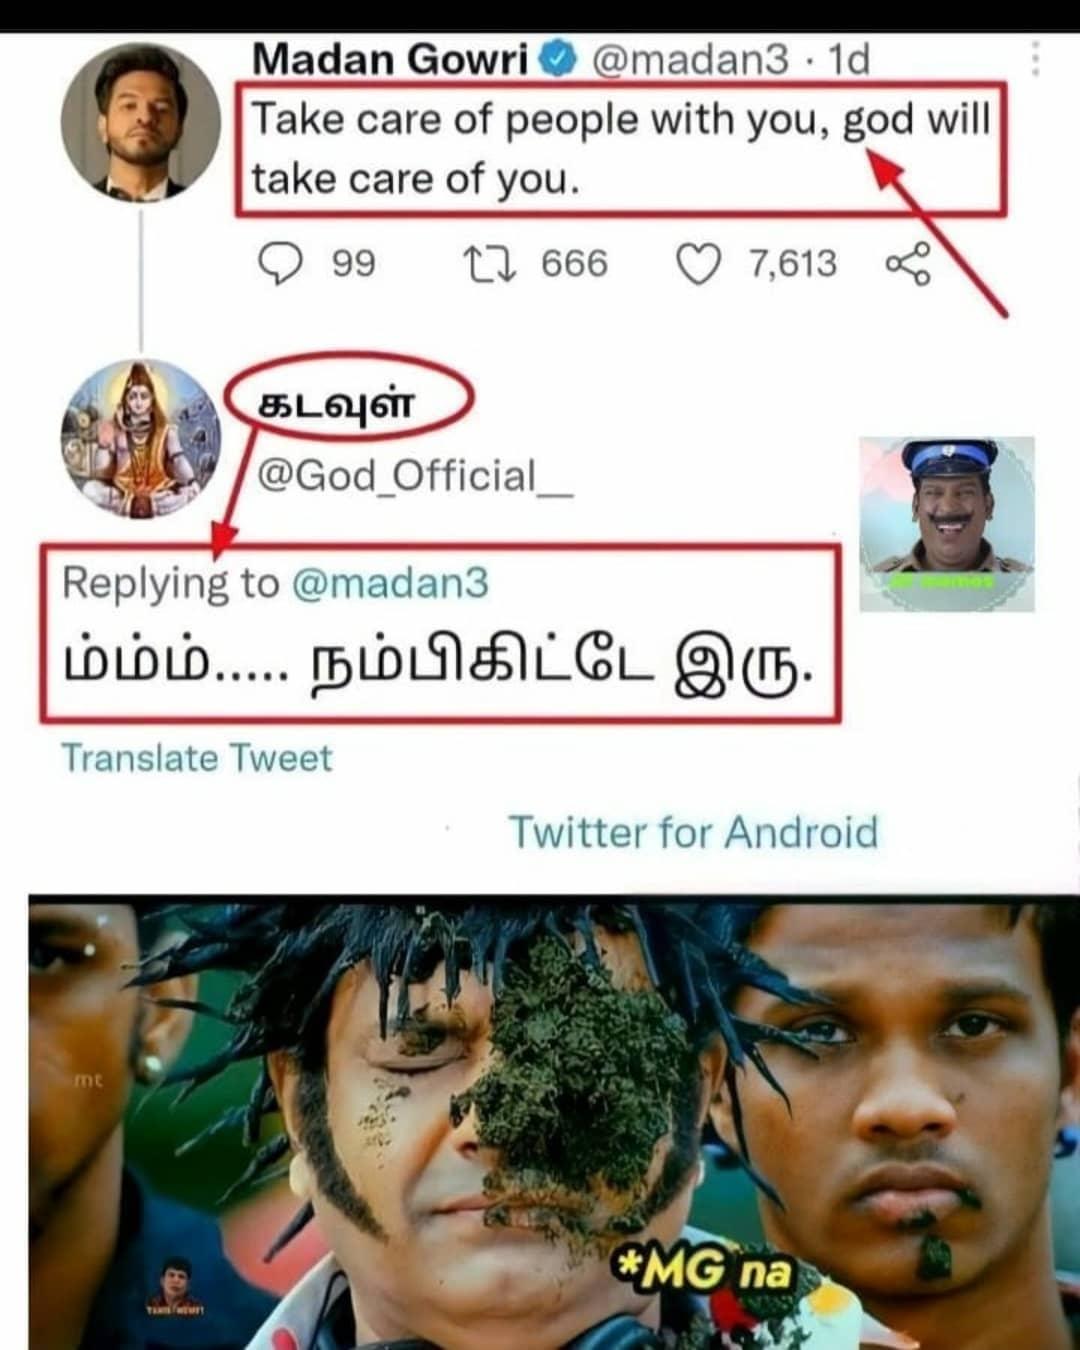 Madan Gowri @madan3 · 1d
Take care of people with you, god will
take care of you.
99 666 7,613
கடவுள்
@God_Official__
Replying to @madan3
ம்ம்ம்..... நம்பிகிட்டே இரு.
Translate Tweet
Twitter for Android
mt
*MG na